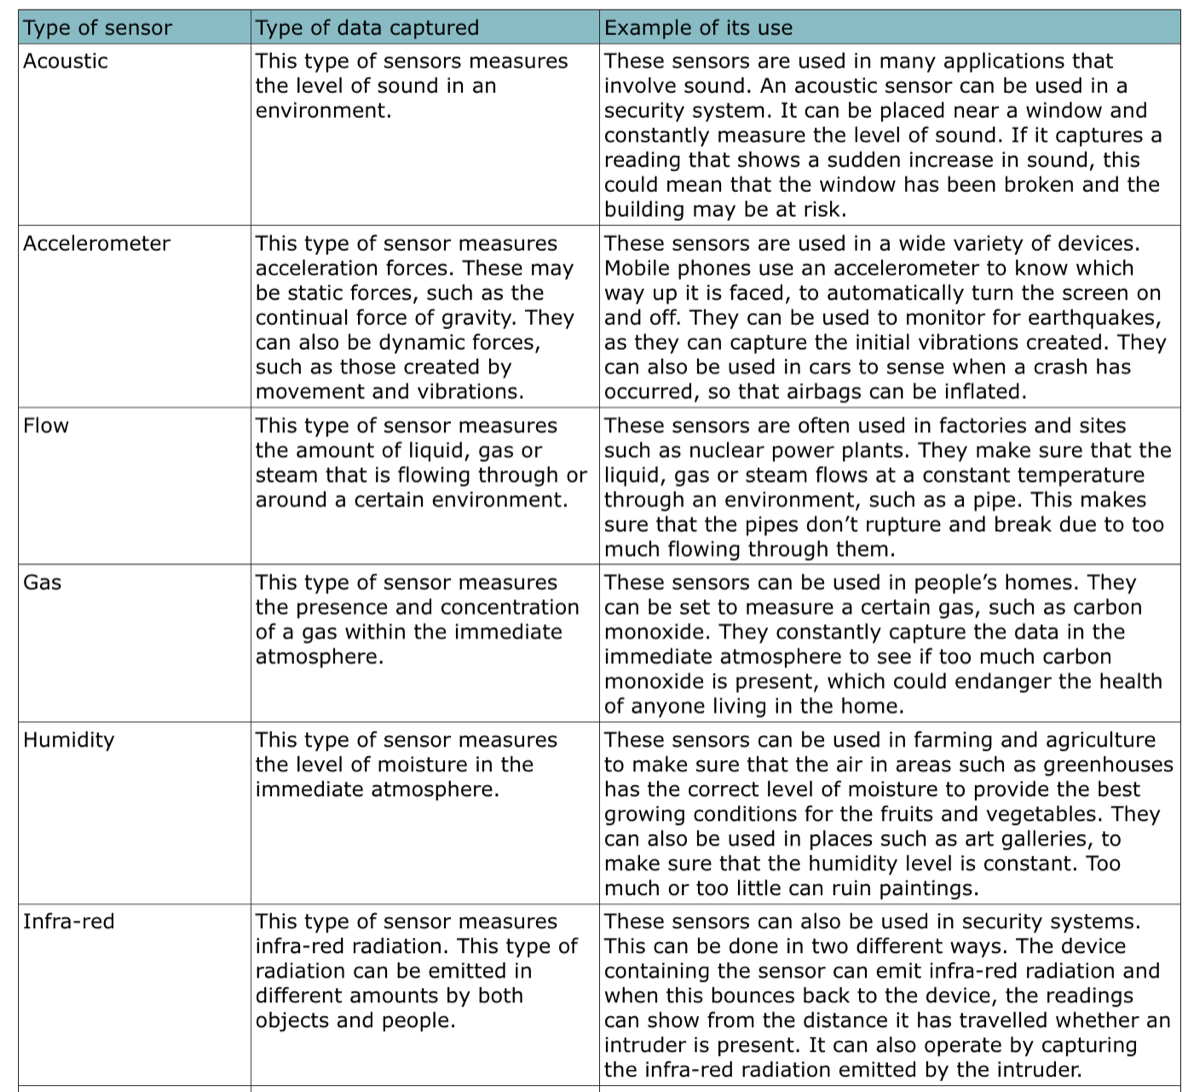 Type of sensor
Type of data captured
Example of its use
Acoustic
This type of sensors measures
the level of sound in an
environment.
These sensors are used in many applications that
involve sound. An acoustic sensor can be used in a
security system. It can be placed near a window and
constantly measure the level of sound. If it captures a
reading that shows a sudden increase in sound, this
could mean that the window has been broken and the
building may be at risk.
Accelerometer
This type of sensor measures
acceleration forces. These may
be static forces, such as the
continual force of gravity. They
can also be dynamic forces,
such as those created by
movement and vibrations.
These sensors are used in a wide variety of devices.
Mobile phones use an accelerometer to know which
way up it is faced, to automatically turn the screen on
and off. They can be used to monitor for earthquakes,
as they can capture the initial vibrations created. They
can also be used in cars to sense when a crash has
occurred, so that airbags can be inflated.
Flow
This type of sensor measures
the amount of liquid, gas or
steam that is flowing through or
around a certain environment.
These sensors are often used in factories and sites
such as nuclear power plants. They make sure that the
liquid, gas or steam flows at a constant temperature
through an environment, such as a pipe. This makes
sure that the pipes don’t rupture and break due to too
much flowing through them.
Gas
This type of sensor measures
the presence and concentration
of a gas within the immediate
atmosphere.
These sensors can be used in people’s homes. They
can be set to measure a certain gas, such as carbon
monoxide. They constantly capture the data in the
immediate atmosphere to see if too much carbon
monoxide is present, which could endanger the health
of anyone living in the home.
Humidity
This type of sensor measures
the level of moisture in the
immediate atmosphere.
These sensors can be used in farming and agriculture
to make sure that the air in areas such as greenhouses
has the correct level of moisture to provide the best
growing conditions for the fruits and vegetables. They
can also be used in places such as art galleries, to
make sure that the humidity level is constant. Too
much or too little can ruin paintings.
Infra-red
This type of sensor measures
infra-red radiation. This type of
radiation can be emitted in
different amounts by both
objects and people.
These sensors can also be used in security systems.
This can be done in two different ways. The device
containing the sensor can emit infra-red radiation and
when this bounces back to the device, the readings
can show from the distance it has travelled whether an
intruder is present. It can also operate by capturing
the infra-red radiation emitted by the intruder.